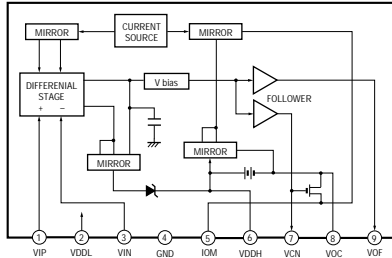 MIRROR
CURRENT
SOURCE
MIRROR
DIFFERENIAL
STAGE
+ −
V bias
FOLLOWER
MIRROR
MIRROR
1 2 3 4 5 6 7 8 9
VIP VDDL VIN GND IOM VDDH VCN VOC VOF